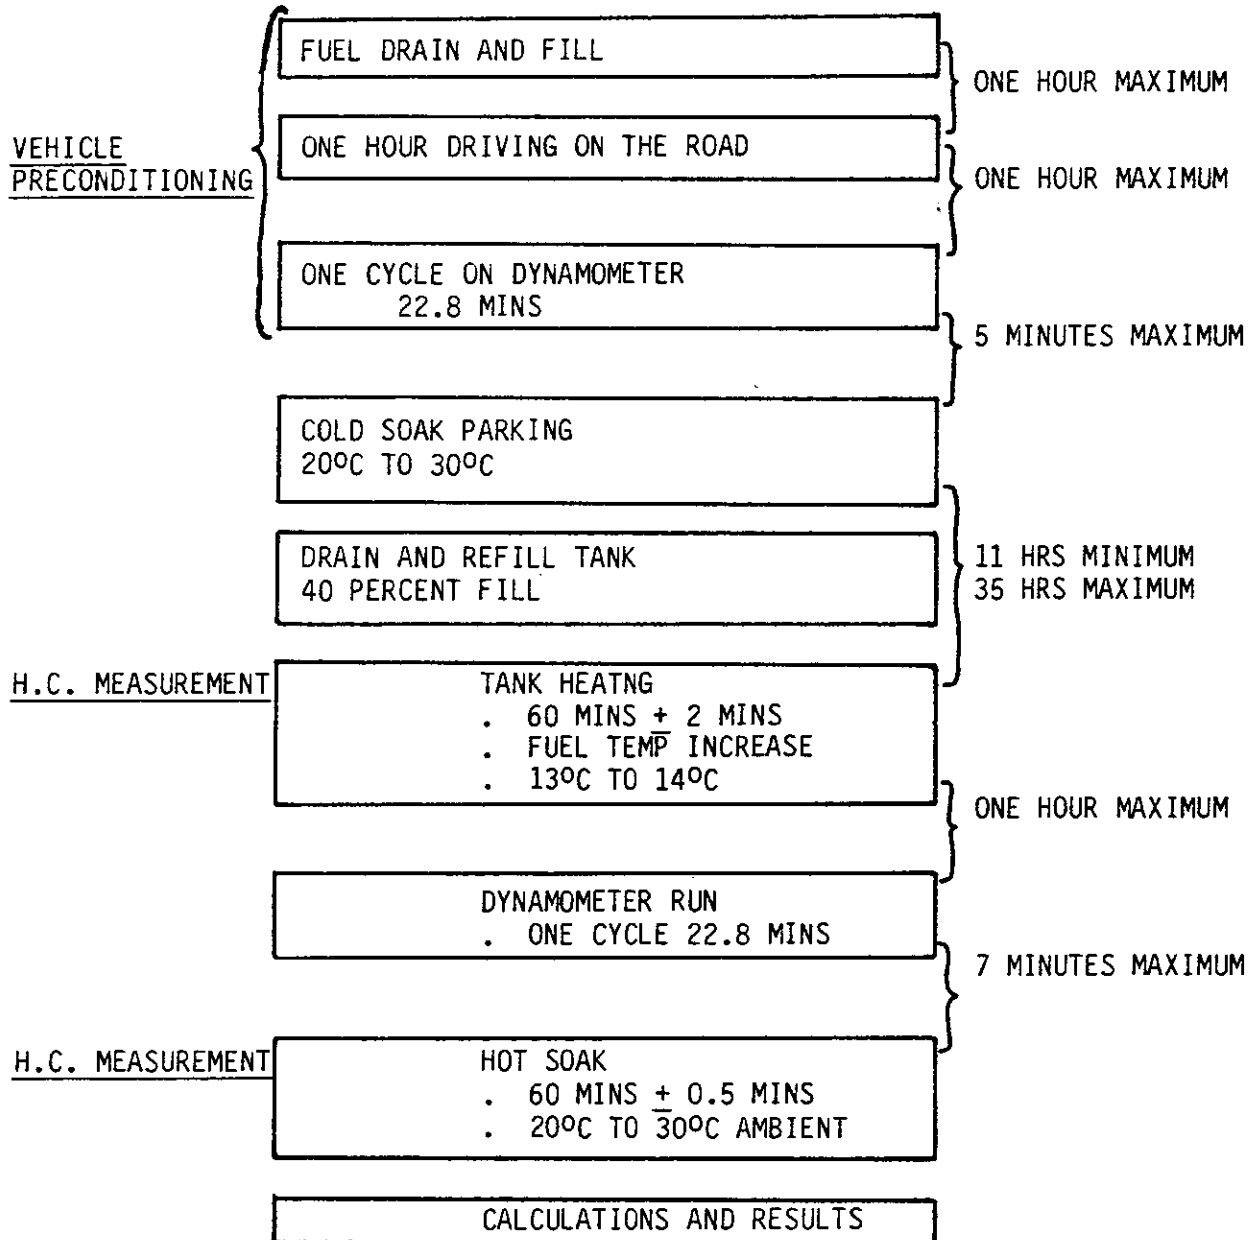 FUEL DRAIN AND FILL
ONE HOUR MAXIMUM
VEHICLE
PRECONDITIONING
ONE HOUR DRIVING ON THE ROAD
ONE HOUR MAXIMUM
ONE CYCLE ON DYNAMOMETER
22.8 MINS
5 MINUTES MAXIMUM
COLD SOAK PARKING
20ºC TO 30ºC
DRAIN AND REFILL TANK
40 PERCENT FILL
11 HRS MINIMUM
35 HRS MAXIMUM
H.C. MEASUREMENT
TANK HEATNG
. 60 MINS ± 2 MINS
. FUEL TEMP INCREASE
. 13ºC TO 14ºC
ONE HOUR MAXIMUM
DYNAMOMETER RUN
. ONE CYCLE 22.8 MINS
7 MINUTES MAXIMUM
H.C. MEASUREMENT
HOT SOAK
. 60 MINS ± 0.5 MINS
. 20ºC TO 30ºC AMBIENT
CALCULATIONS AND RESULTS